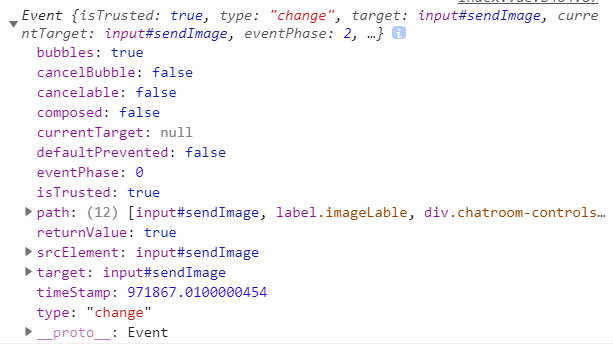 Event {isTrusted: true, type: "change", target: input#sendImage, curre
ntTarget: input#sendImage, eventPhase: 2, …} i
bubbles: true
cancelBubble: false
cancelable: false
composed: false
currentTarget: null
defaultPrevented: false
eventPhase: 0
isTrusted: true
path: (12) [input#sendImage, label.imageLable, div.chatroom-controls…
returnValue: true
srcElement: input#sendImage
target: input#sendImage
timeStamp: 971867.0100000454
type: "change"
__proto__: Event